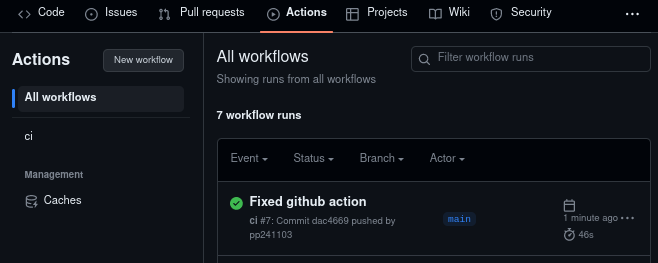 Code Issues Pull requests Actions Projects Wiki Security ...
Actions
New workflow
All workflows
ci
Management
Caches
All workflows
Showing runs from all workflows
Filter workflow runs
7 workflow runs
Event Status Branch Actor
Fixed github action
ci #7: Commit dac4669 pushed by
pp241103
main
1 minute ago ...
46s